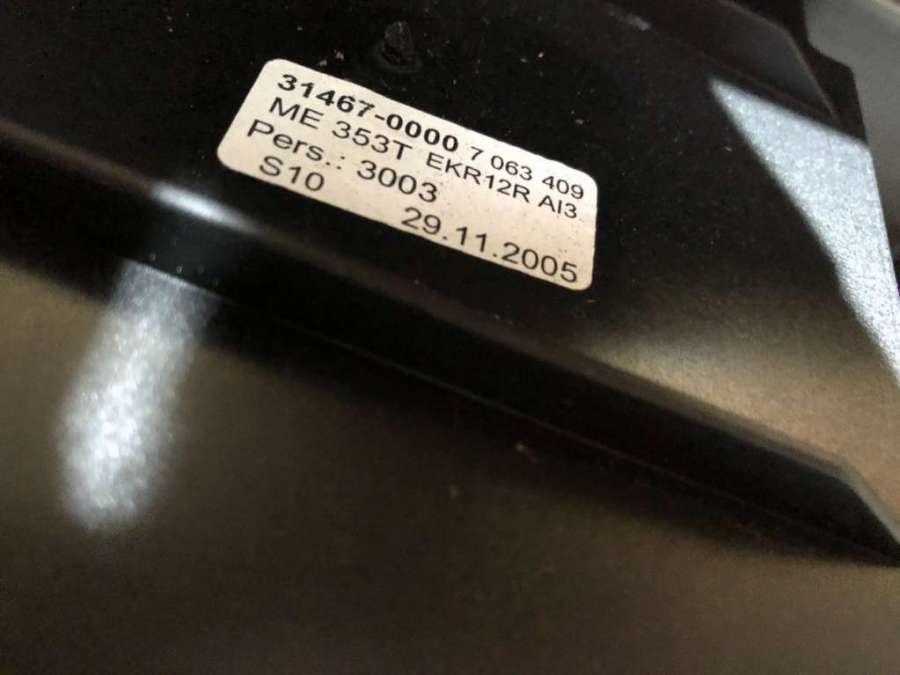 31467-0000 7 063 409
ME 353T EKR12R AI3
Pers.: 3003
S10 29.11.2005